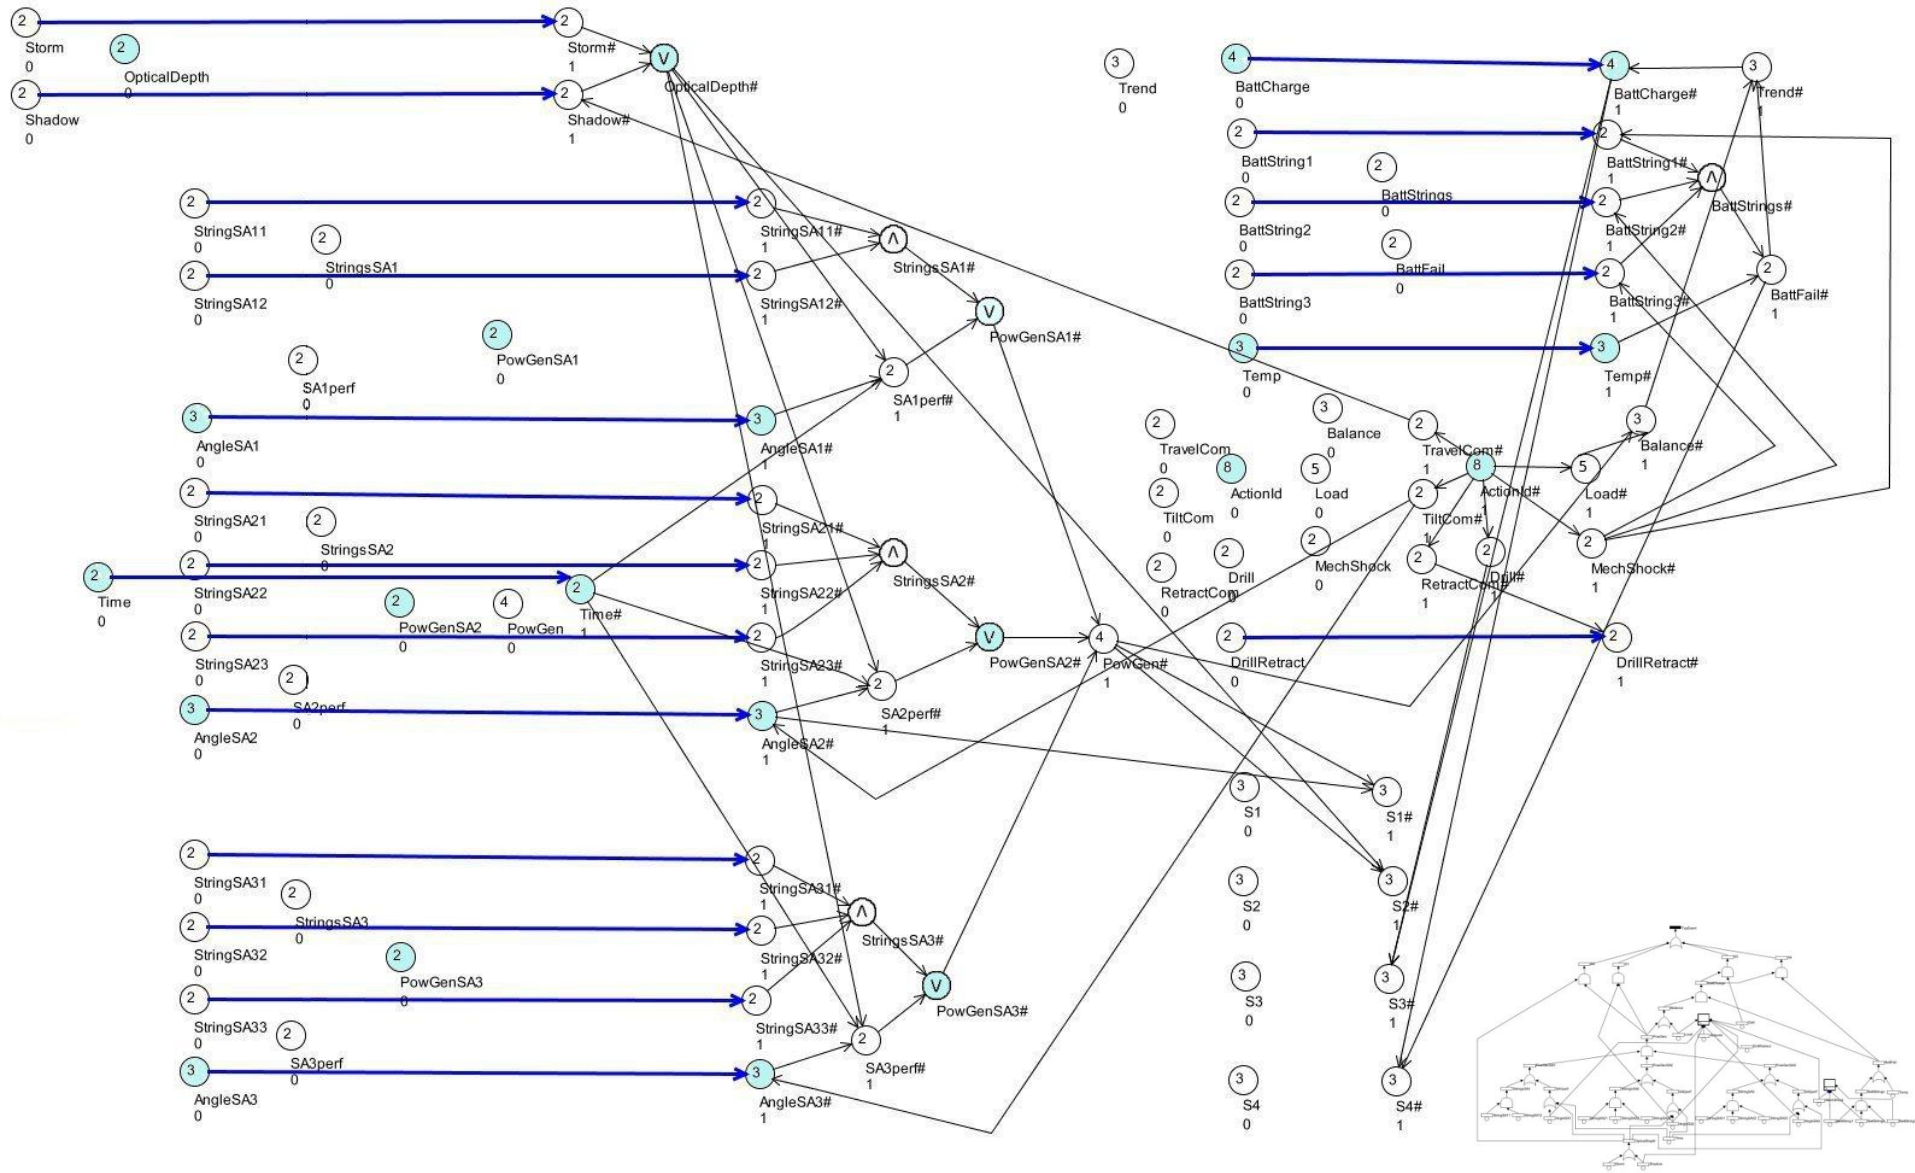 2
Storm
0
2
Storm#
1
2
OpticalDepth
0
V
OpticalDepth#
2
Shadow
0
2
Shadow#
1
3
Trend
0
4
BattCharge
0
4
BattCharge#
1
3
Trend#
1
2
BattString1
0
2
BattString1#
1
2
BattStrings
0
Λ
BattStrings#
2
BattString2
0
2
BattString2#
1
2
BattFail
0
2
BattFail#
1
2
BattString3
0
2
BattString3#
1
3
Temp
0
3
Temp#
1
2
StringSA11
0
2
StringSA11#
1
2
StringsSA1
0
Λ
StringsSA1#
2
StringSA12
0
2
StringSA12#
1
2
PowGenSA1
0
V
PowGenSA1#
2
SA1perf
0
2
SA1perf#
1
3
AngleSA1
0
3
AngleSA1#
1
2
TravelCom
0
3
Balance
0
2
TravelCom#
1
3
Balance#
1
8
ActionId
0
5
Load
0
8
ActionId#
1
5
Load#
1
2
TiltCom
0
2
TiltCom#
1
2
RetractCom
0
2
Drill
0
2
MechShock
0
2
RetractCom#
1
2
Drill#
1
2
MechShock#
1
2
DrillRetract
0
2
DrillRetract#
1
2
StringSA21
0
2
StringSA21#
1
2
StringsSA2
0
Λ
StringsSA2#
2
StringSA22
0
2
StringSA22#
1
2
Time
0
2
Time#
1
2
PowGenSA2
0
4
PowGen
0
2
StringSA23
0
2
StringSA23#
1
V
PowGenSA2#
4
PowGen#
1
2
SA2perf
0
2
SA2perf#
1
3
AngleSA2
0
3
AngleSA2#
1
3
S1
0
3
S1#
1
2
StringSA31
0
2
StringSA31#
1
2
StringsSA3
0
Λ
StringsSA3#
3
S2
0
3
S2#
1
2
StringSA32
0
2
StringSA32#
1
2
PowGenSA3
0
V
PowGenSA3#
3
S3
0
3
S3#
1
2
StringSA33
0
2
StringSA33#
1
2
SA3perf
0
2
SA3perf#
1
3
AngleSA3
0
3
AngleSA3#
1
3
S4
0
3
S4#
1